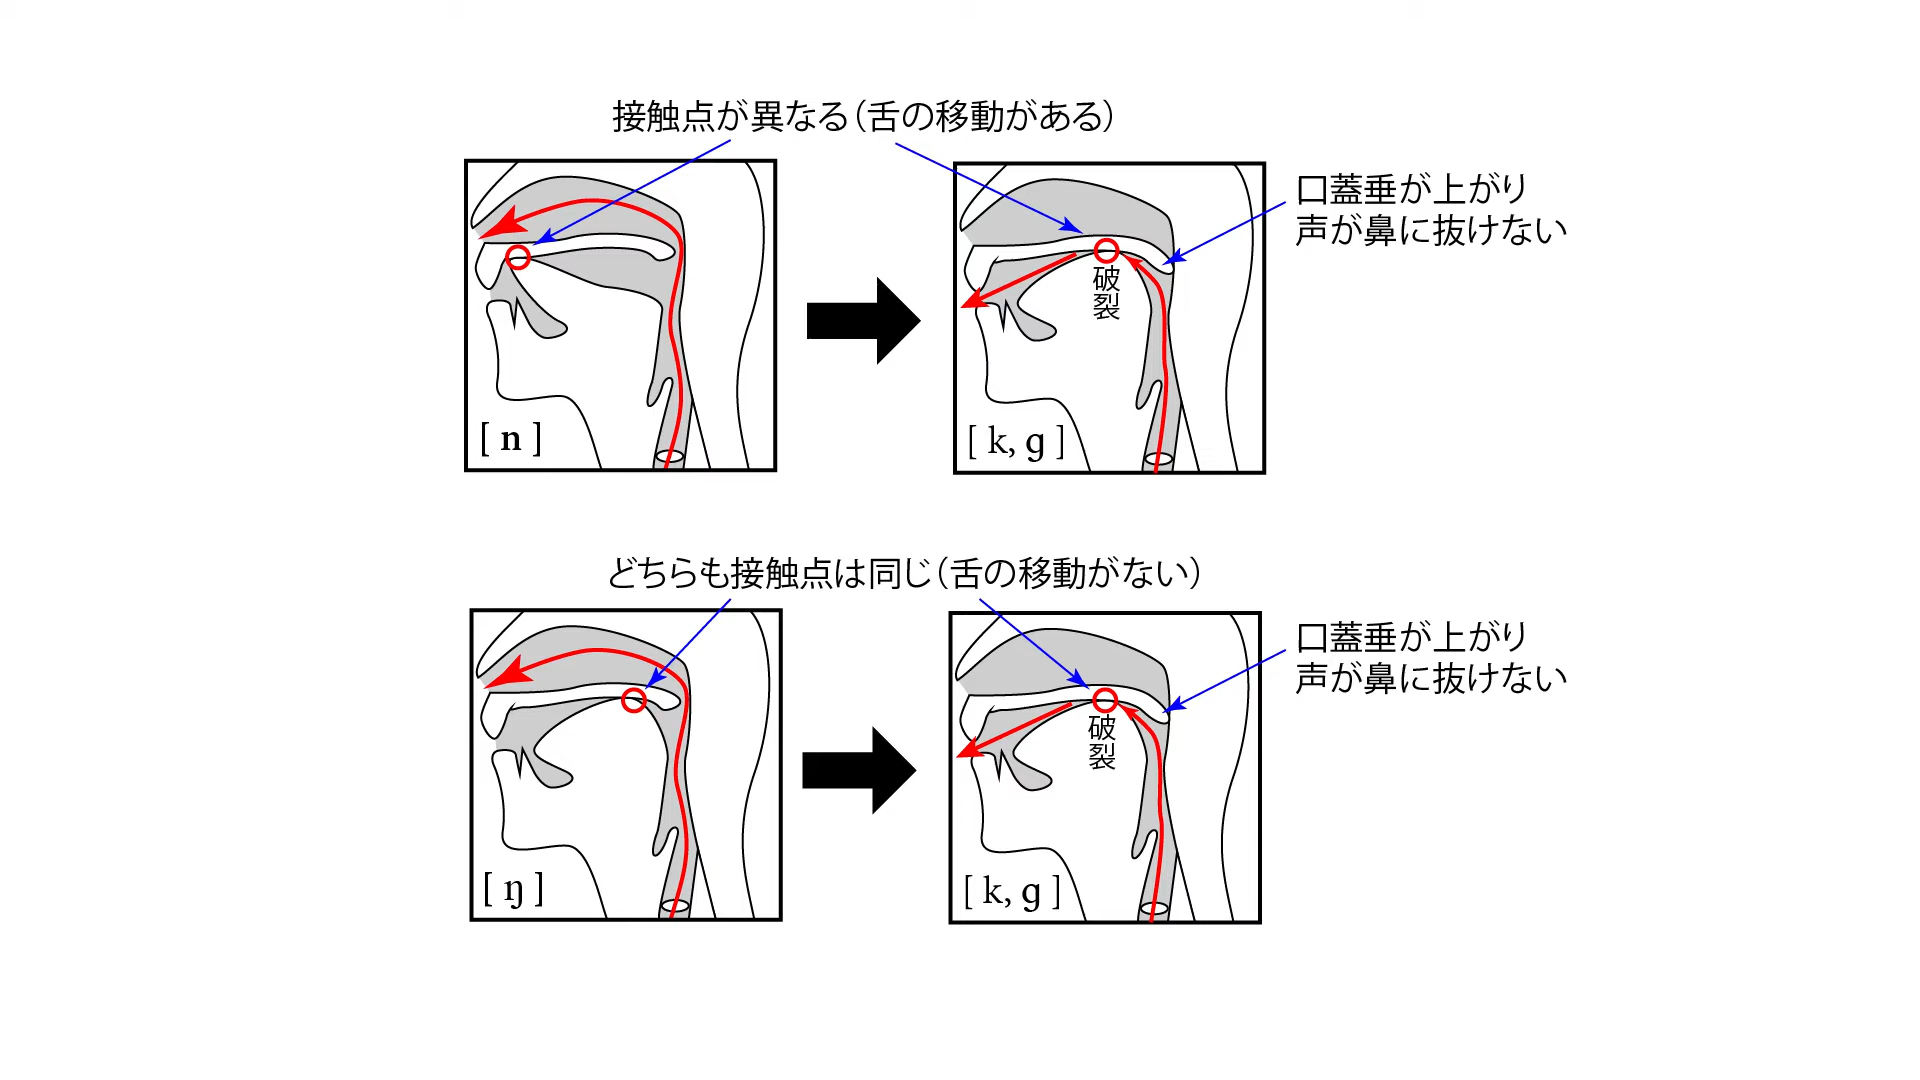 接触点が異なる（舌の移動がある）
口蓋垂が上がり
声が鼻に抜けない
破裂
[ n ]
[ k, g ]
どちらも接触点は同じ（舌の移動がない）
口蓋垂が上がり
声が鼻に抜けない
破裂
[ ŋ ]
[ k, g ]